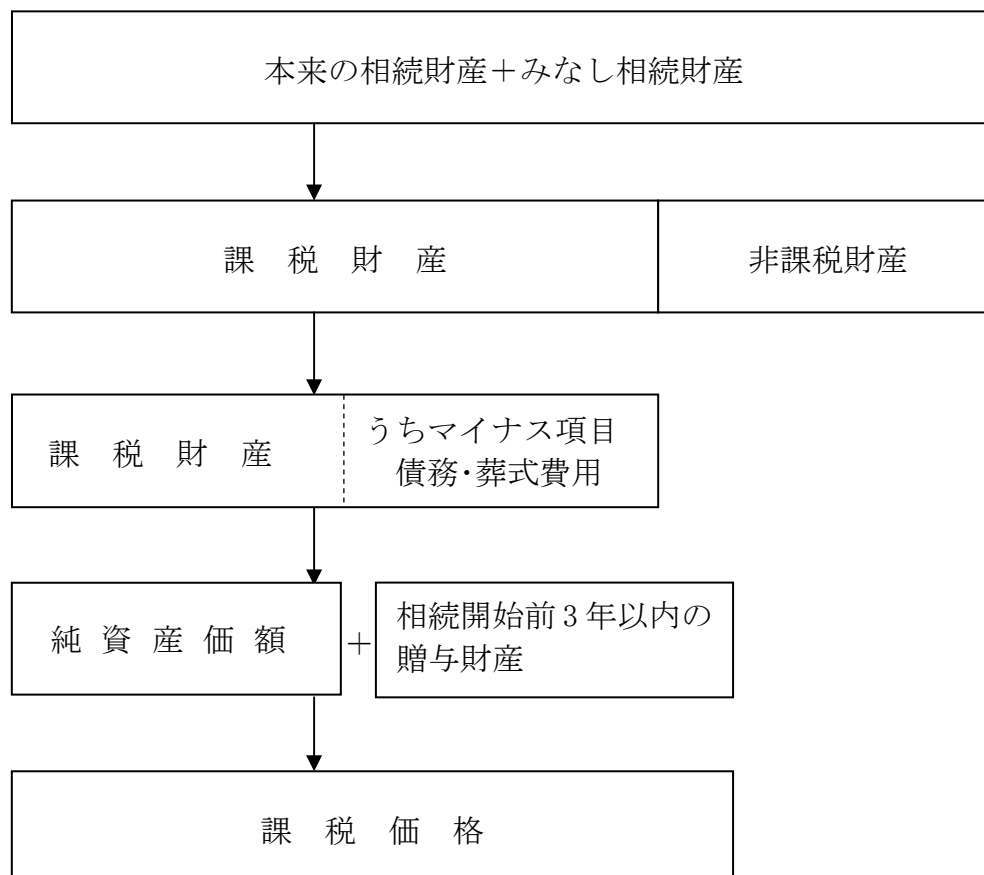 本来の相続財産＋みなし相続財産
課税財産
非課税財産
課税財産
うちマイナス項目
債務･葬式費用
純資産価額
＋
相続開始前３年以内の
贈与財産
課税価格